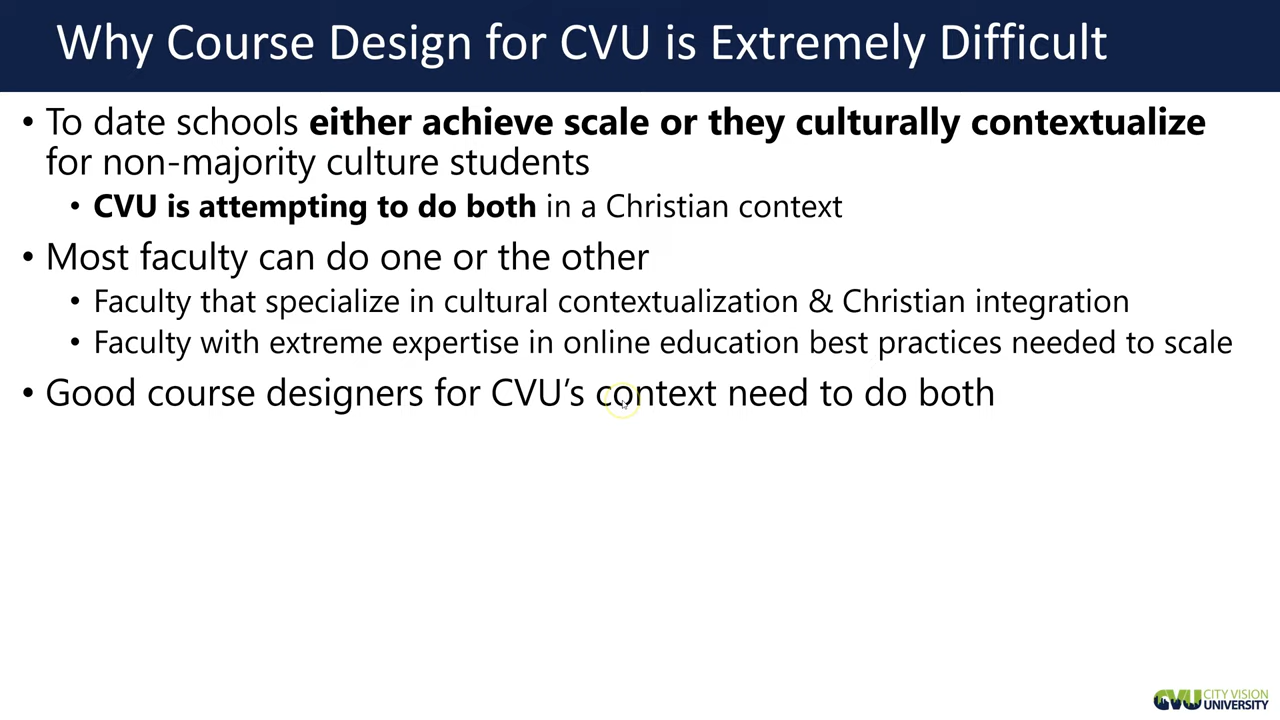 Why Course Design for CVU is Extremely Difficult
• To date schools either achieve scale or they culturally contextualize
for non-majority culture students
• CVU is attempting to do both in a Christian context
• Most faculty can do one or the other
• Faculty that specialize in cultural contextualization & Christian integration
• Faculty with extreme expertise in online education best practices needed to scale
• Good course designers for CVU’s context need to do both
CVU CITY VISION
UNIVERSITY